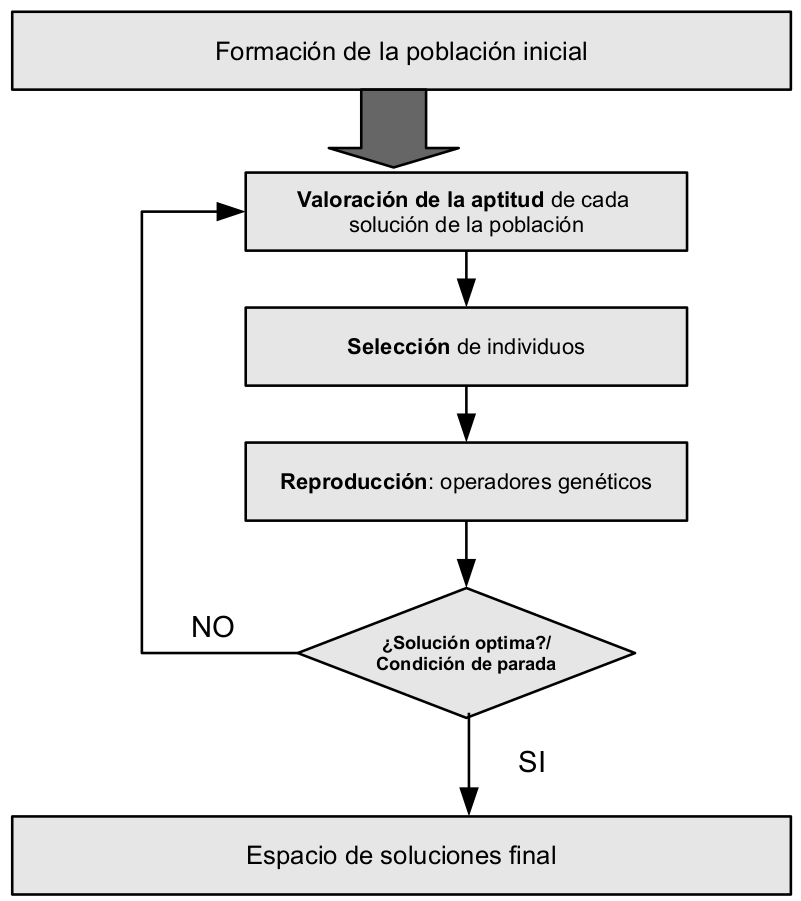 Formación de la población inicial
Valoración de la aptitud de cada
solución de la población
Selección de individuos
Reproducción: operadores genéticos
¿Solución optima?/
Condición de parada
NO
SI
Espacio de soluciones final